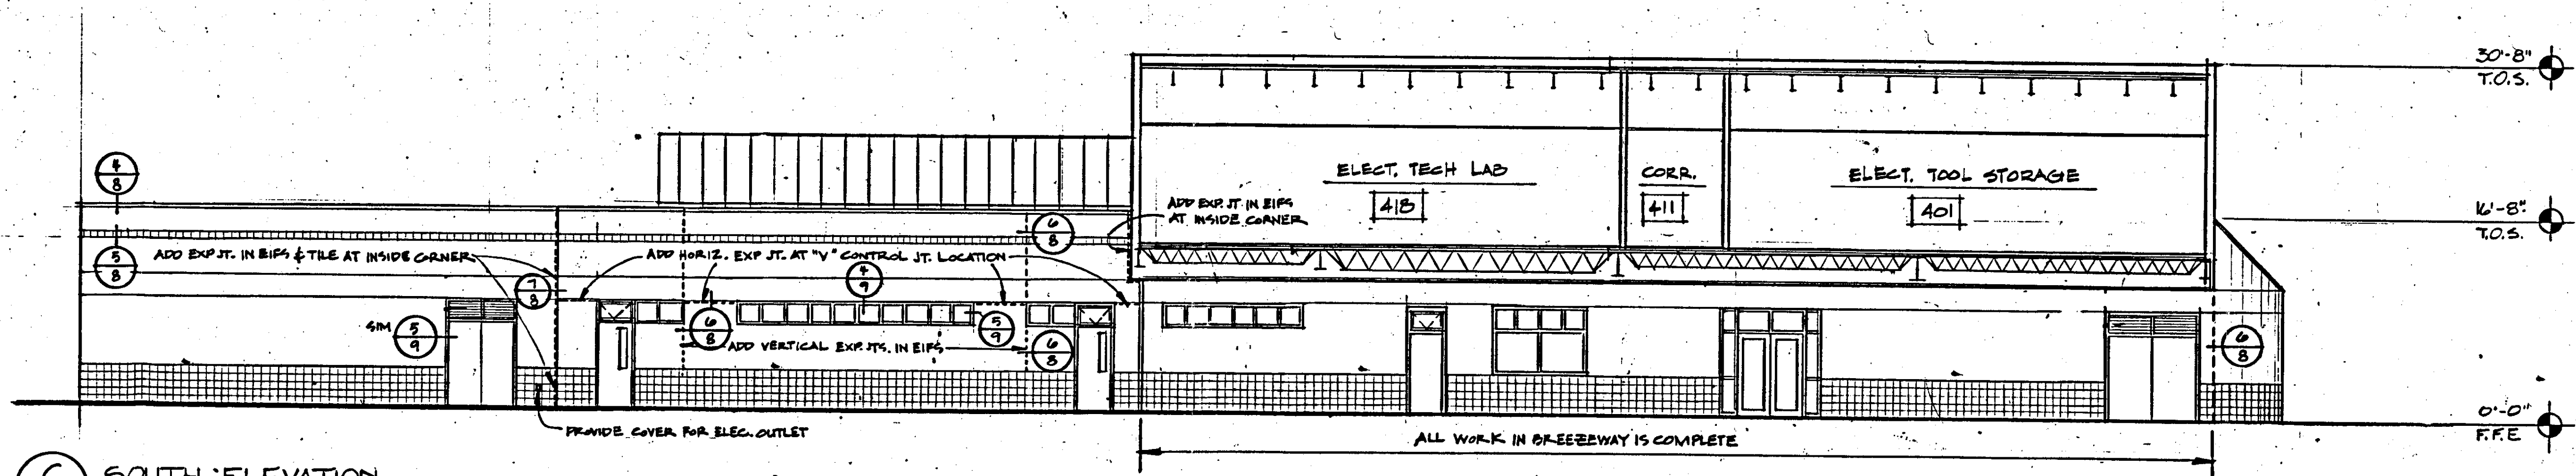 30'-8"
T.O.S.
4
8
ELECT. TECH LAB
418
CORR.
411
ELECT. TOOL STORAGE
401
ADD EXP. JT. IN EIFS
AT INSIDE CORNER
6
8
16'-8"
T.O.S.
5
8
ADD EXP JT. IN EIFS & TILE AT INSIDE CORNER
ADD HORIZ. EXP JT. AT "V" CONTROL JT. LOCATION
7
8
4
9
SIM
5
9
6
8
5
9
ADD VERTICAL EXP. JTS. IN EIFS
6
8
6
8
PROVIDE COVER FOR ELEC. OUTLET
ALL WORK IN BREEZEWAY IS COMPLETE
0'-0"
F.F.E
SOUTH ELEVATION